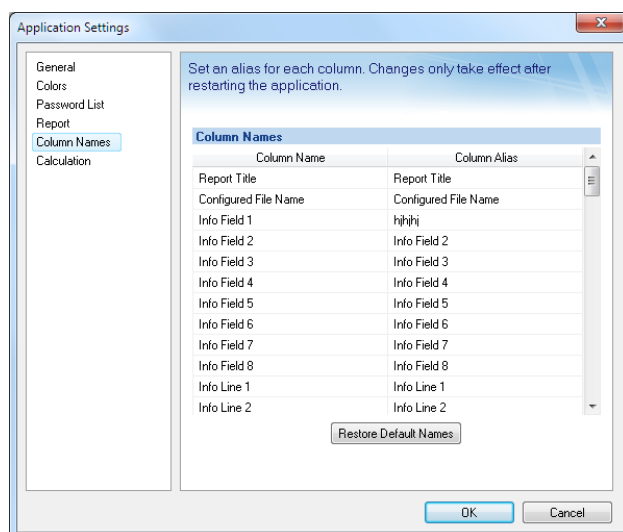 Application Settings
General
Colors
Password List
Report
Column Names
Calculation
Set an alias for each column. Changes only take effect after
restarting the application.
Column Names
Column Name Column Alias
Report Title Report Title
Configured File Name Configured File Name
Info Field 1 hjhjhj
Info Field 2 Info Field 2
Info Field 3 Info Field 3
Info Field 4 Info Field 4
Info Field 5 Info Field 5
Info Field 6 Info Field 6
Info Field 7 Info Field 7
Info Field 8 Info Field 8
Info Line 1 Info Line 1
Info Line 2 Info Line 2
Restore Default Names
OK Cancel